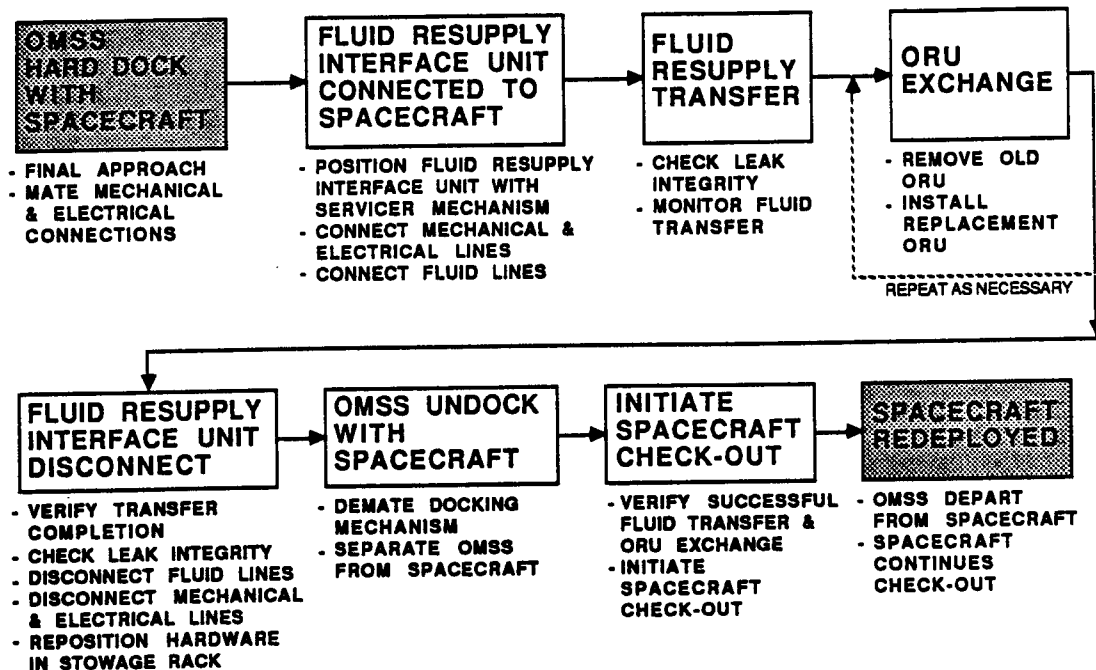 OMSS
HARD DOCK
WITH
SPACECRAFT
- FINAL APPROACH
- MATE MECHANICAL
& ELECTRICAL
CONNECTIONS
FLUID RESUPPLY
INTERFACE UNIT
CONNECTED TO
SPACECRAFT
- POSITION FLUID RESUPPLY
INTERFACE UNIT WITH
SERVICER MECHANISM
- CONNECT MECHANICAL &
ELECTRICAL LINES
- CONNECT FLUID LINES
FLUID
RESUPPLY
TRANSFER
- CHECK LEAK
INTEGRITY
- MONITOR FLUID
TRANSFER
ORU
EXCHANGE
- REMOVE OLD
ORU
- INSTALL
REPLACEMENT
ORU
REPEAT AS NECESSARY
FLUID RESUPPLY
INTERFACE UNIT
DISCONNECT
- VERIFY TRANSFER
COMPLETION
- CHECK LEAK INTEGRITY
- DISCONNECT FLUID LINES
- DISCONNECT MECHANICAL
& ELECTRICAL LINES
- REPOSITION HARDWARE
IN STOWAGE RACK
OMSS UNDOCK
WITH
SPACECRAFT
- DEMATE DOCKING
MECHANISM
- SEPARATE OMSS
FROM SPACECRAFT
INITIATE
SPACECRAFT
CHECK-OUT
- VERIFY SUCCESSFUL
FLUID TRANSFER &
ORU EXCHANGE
- INITIATE
SPACECRAFT
CHECK-OUT
SPACECRAFT
REDEPLOYED
- OMSS DEPART
FROM SPACECRAFT
- SPACECRAFT
CONTINUES
CHECK-OUT